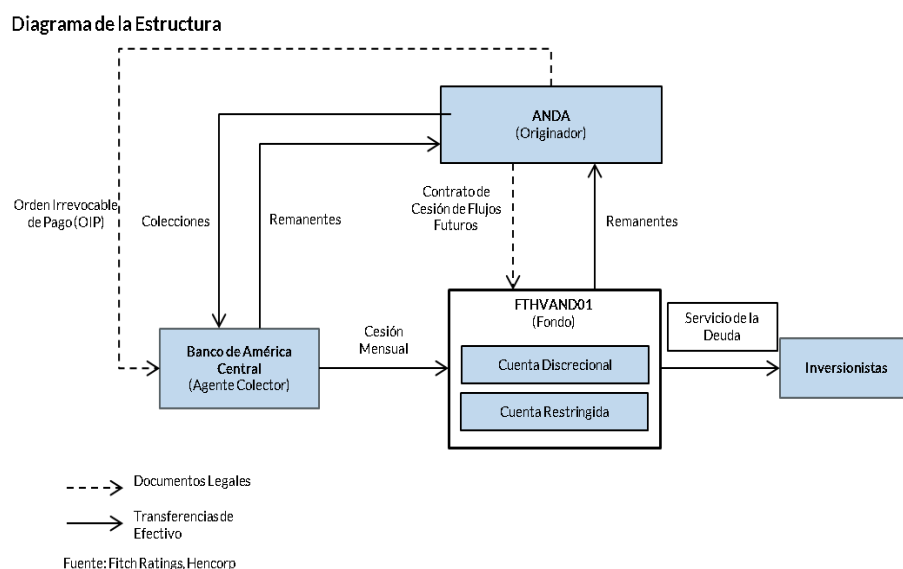 Diagrama de la Estructura
ANDA
(Originador)
Orden Irrevocable
de Pago (OIP)
Colecciones
Remanentes
Contrato de
Cesión de Flujos
Futuros
Remanentes
FTHVAND01
(Fondo)
Cuenta Discrecional
Cuenta Restringida
Banco de América
Central
(Agente Colector)
Cesión
Mensual
Servicio de la
Deuda
Inversionistas
Documentos Legales
Transferencias de
Efectivo
Fuente: Fitch Ratings, Hencorp